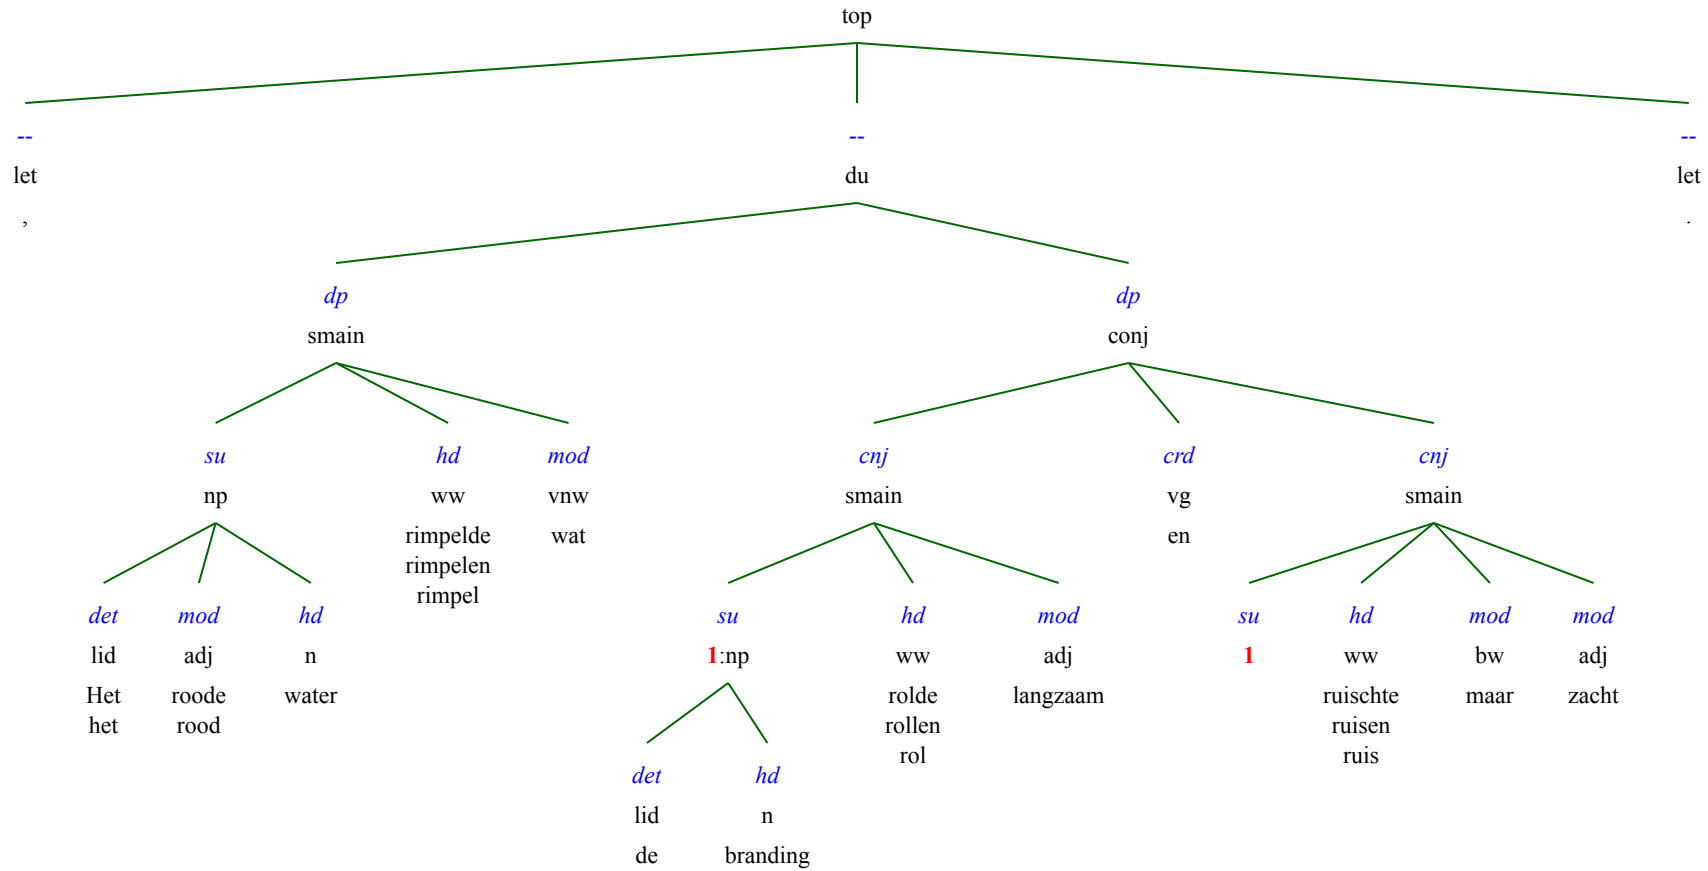 top
-- -- --
let du let
, .
dp dp
smain conj
su hd mod cnj crd cnj
np ww vnw smain vg smain
rimpelde wat en
rimpelen
rimpel
det mod hd su hd mod su hd mod mod
lid adj n 1:np ww adj 1 ww bw adj
Het roode water rolde langzaam ruischte maar zacht
het rood rollen ruisen
rol ruis
det hd
lid n
de branding